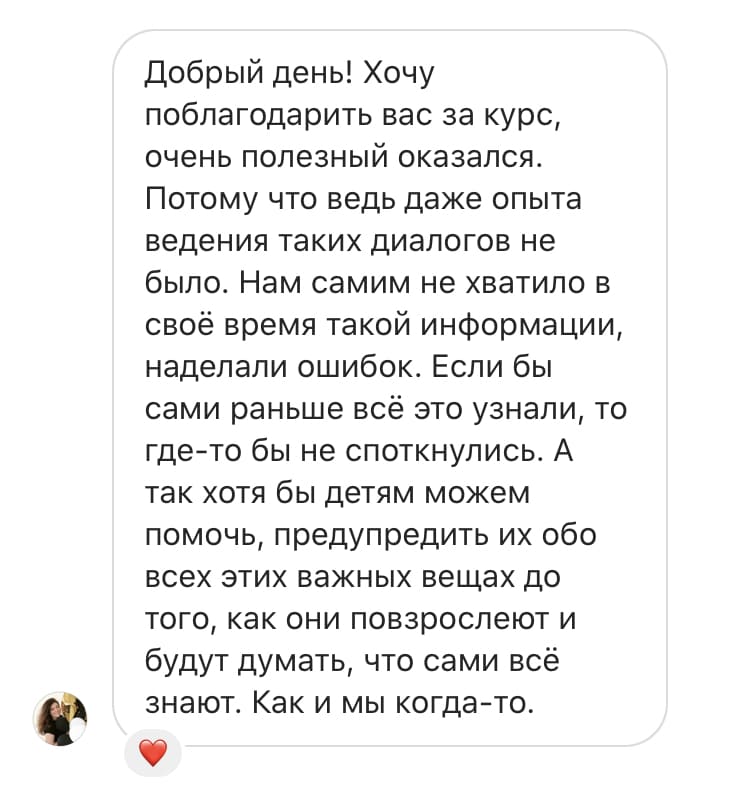 Добрый день! Хочу
поблагодарить вас за курс,
очень полезный оказался.
Потому что ведь даже опыта
ведения таких диалогов не
было. Нам самим не хватило в
своё время такой информации,
наделали ошибок. Если бы
сами раньше всё это узнали, то
где-то бы не споткнулись. А
так хотя бы детям можем
помочь, предупредить их обо
всех этих важных вещах до
того, как они повзрослеют и
будут думать, что сами всё
знают. Как и мы когда-то.